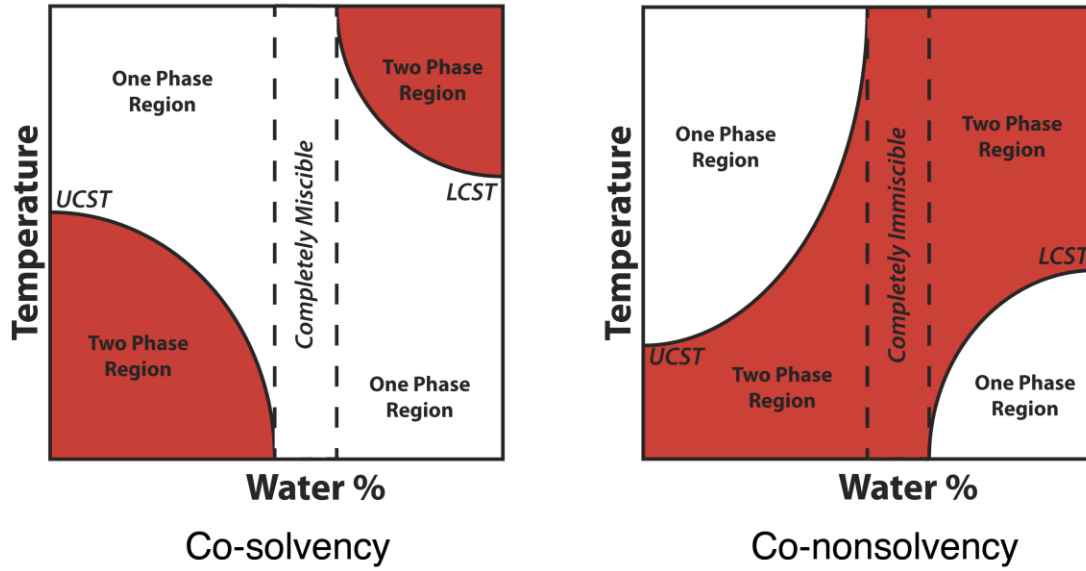 Temperature
One Phase
Region
Two Phase
Region
UCST
LCST
Completely Miscible
Two Phase
Region
One Phase
Region
Water %
Co-solvency
Temperature
One Phase
Region
Two Phase
Region
Completely Immiscible
LCST
UCST
Two Phase
Region
One Phase
Region
Water %
Co-nonsolvency